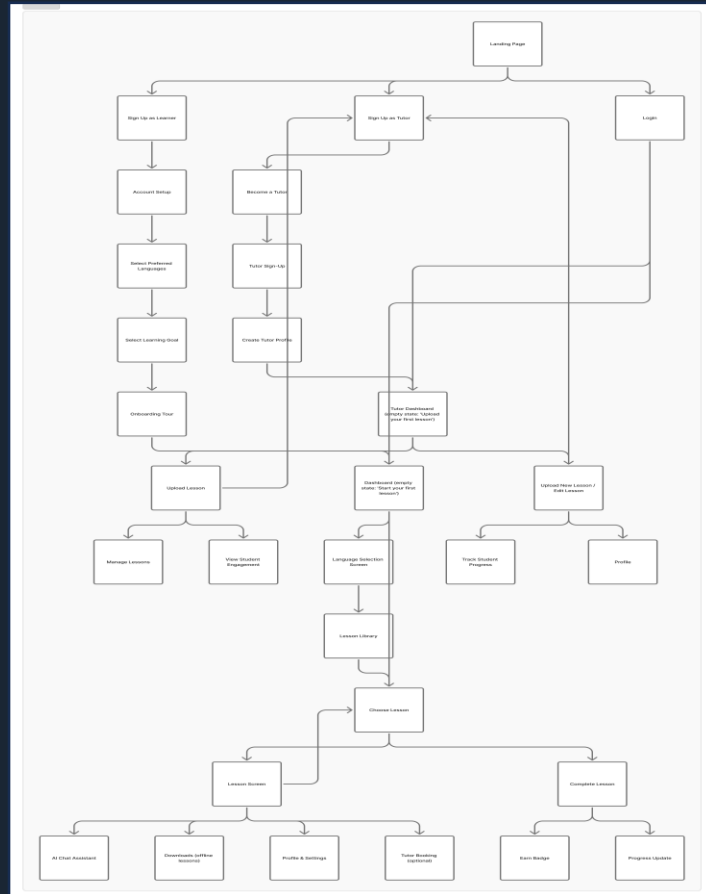 Landing Page
Sign Up as Learner
Sign Up as Tutor
Login
Account Setup
Become a Tutor
Select Preferred
Languages
Tutor Sign-Up
Select Learning Goal
Create Tutor Profile
Onboarding Tour
Tutor Dashboard
(empty state: 'Upload
your first lesson')
Upload Lesson
Dashboard (empty
state: 'Start your first
lesson')
Upload New Lesson /
Edit Lesson
Manage Lessons
View Student
Engagement
Language Selection
Screen
Track Student
Progress
Profile
Lesson Library
Choose Lesson
Lesson Screen
Complete Lesson
AI Chat Assistant
Downloads (offline
lessons)
Profile & Settings
Tutor Booking
(optional)
Earn Badge
Progress Update